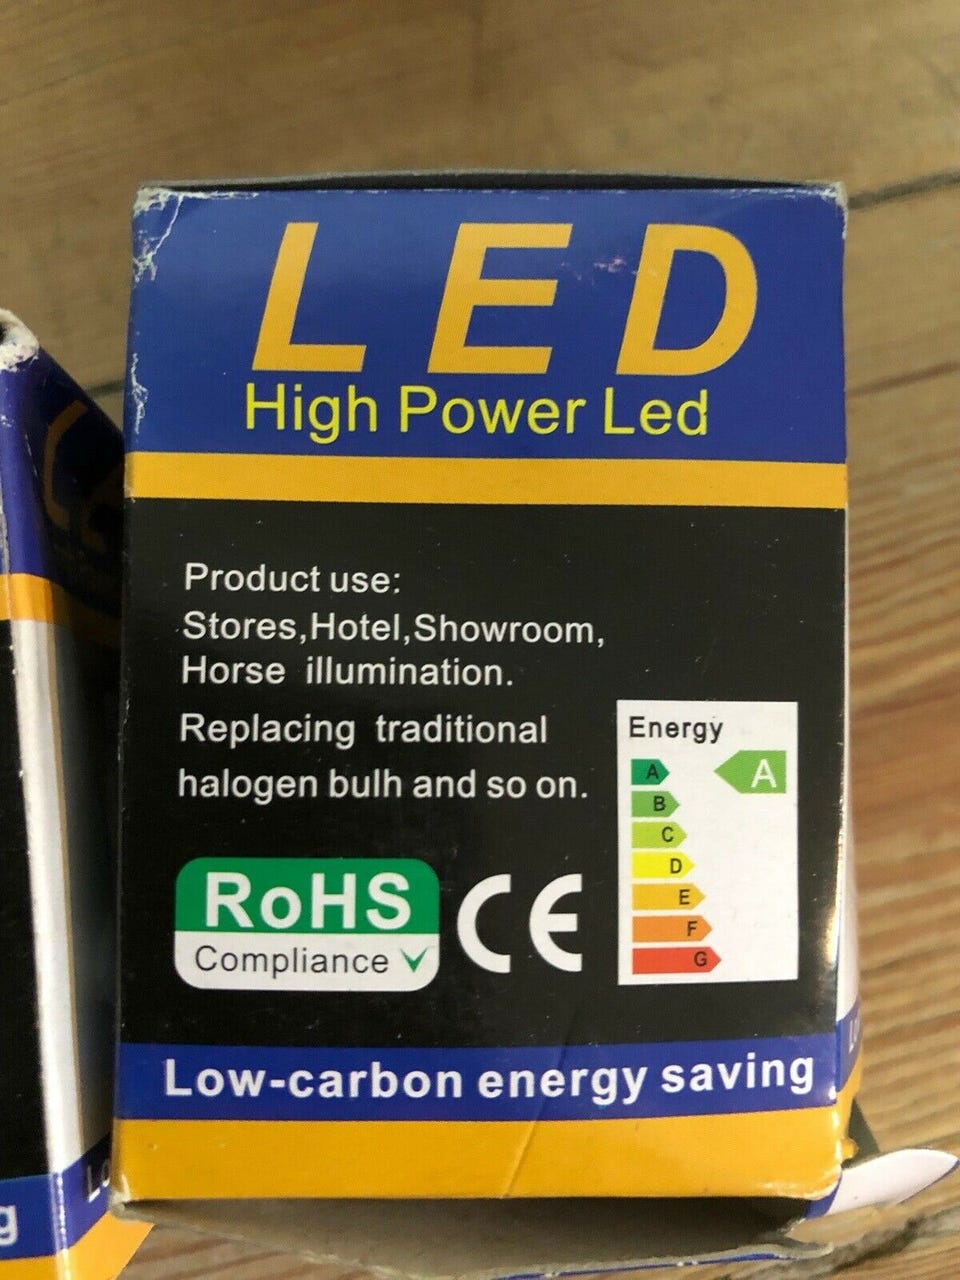 LED
High Power Led
Product use:
Stores,Hotel,Showroom,
Horse illumination.
Replacing traditional
halogen bulh and so on.
Energy
A A
B
C
D
E
F
G
RoHS
Compliance
CE
Low-carbon energy saving